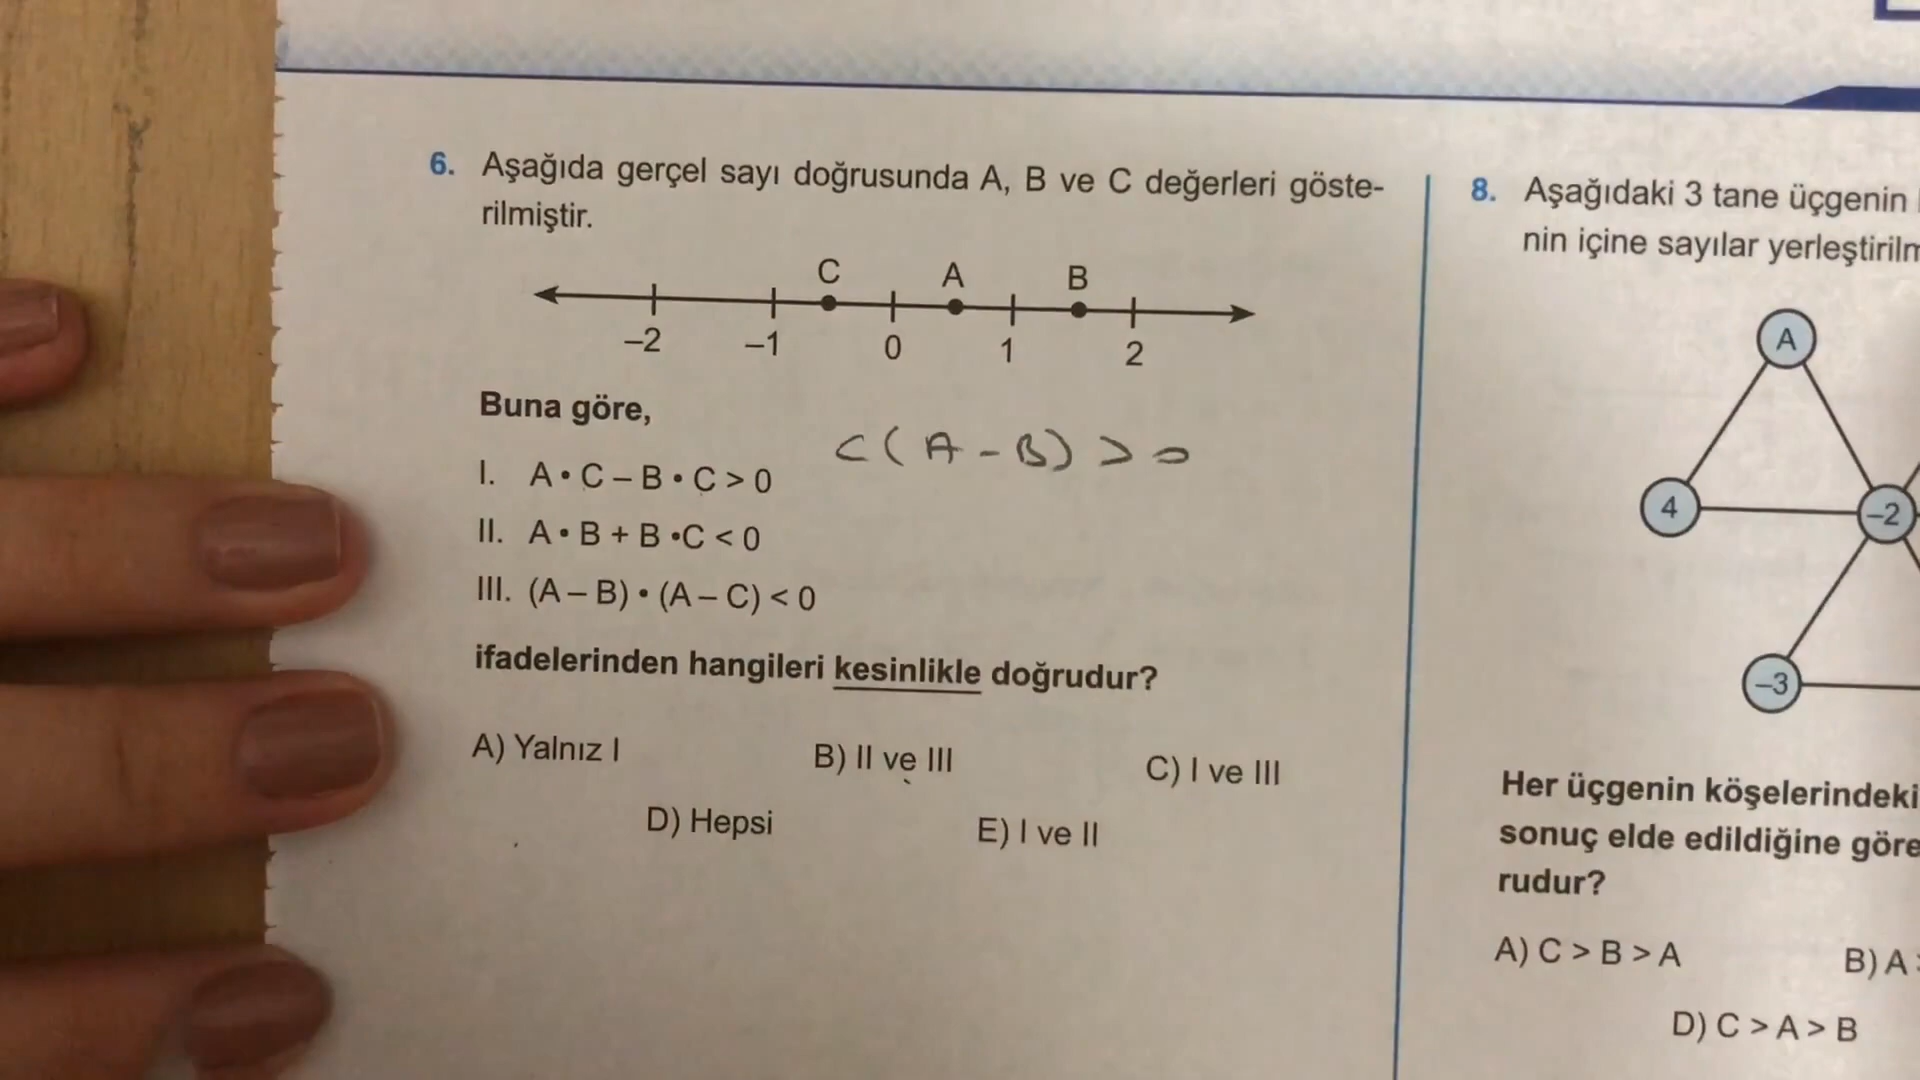 6. Aşağıda gerçel sayı doğrusunda A, B ve C değerleri göste-
rilmiştir.
C A B
–2 –1 0 1 2
Buna göre,
C(A-B)>0
I. A • C – B • C > 0
II. A • B + B • C < 0
III. (A – B) • (A – C) < 0
ifadelerinden hangileri kesinlikle doğrudur?
A) Yalnız I B) II ve III C) I ve III
D) Hepsi E) I ve II
8. Aşağıdaki 3 tane üçgenin
nin içine sayılar
A
4 –2
–3
Her üçgenin köşelerindeki
sonuç elde edildiğine göre
rudur?
A) C > B > A B) A
D) C > A > B